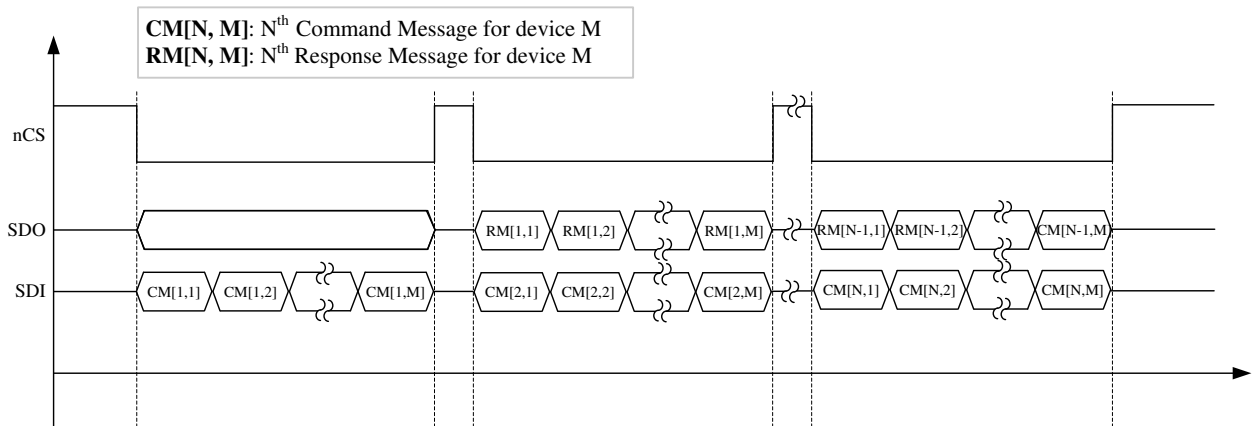 CM[N, M]: Nth Command Message for device M
RM[N, M]: Nth Response Message for device M
nCS
SDO
RM[1,1]
RM[1,2]
RM[1,M]
RM[N-1,1]
RM[N-1,2]
CM[N-1,M]
SDI
CM[1,1]
CM[1,2]
CM[1,M]
CM[2,1]
CM[2,2]
CM[2,M]
CM[N,1]
CM[N,2]
CM[N,M]